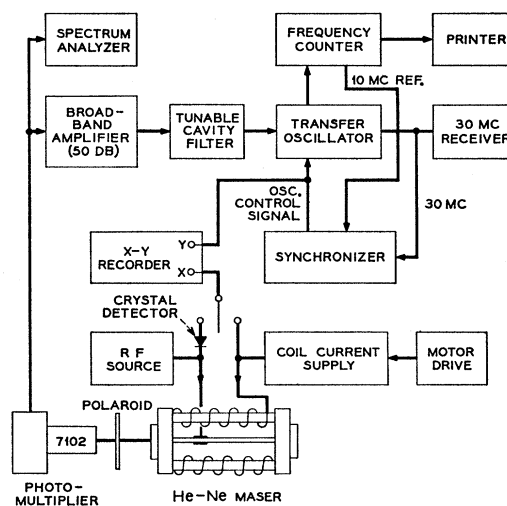 SPECTRUM
ANALYZER
FREQUENCY
COUNTER
PRINTER
10 MC REF.
BROAD-
BAND
AMPLIFIER
(50 DB)
TUNABLE
CAVITY
FILTER
TRANSFER
OSCILLATOR
30 MC
RECEIVER
OSC.
CONTROL
SIGNAL
30 MC
Y
X-Y
RECORDER
X
SYNCHRONIZER
CRYSTAL
DETECTOR
R F
SOURCE
COIL CURRENT
SUPPLY
MOTOR
DRIVE
POLAROID
7102
PHOTO-
MULTIPLIER
He-Ne MASER